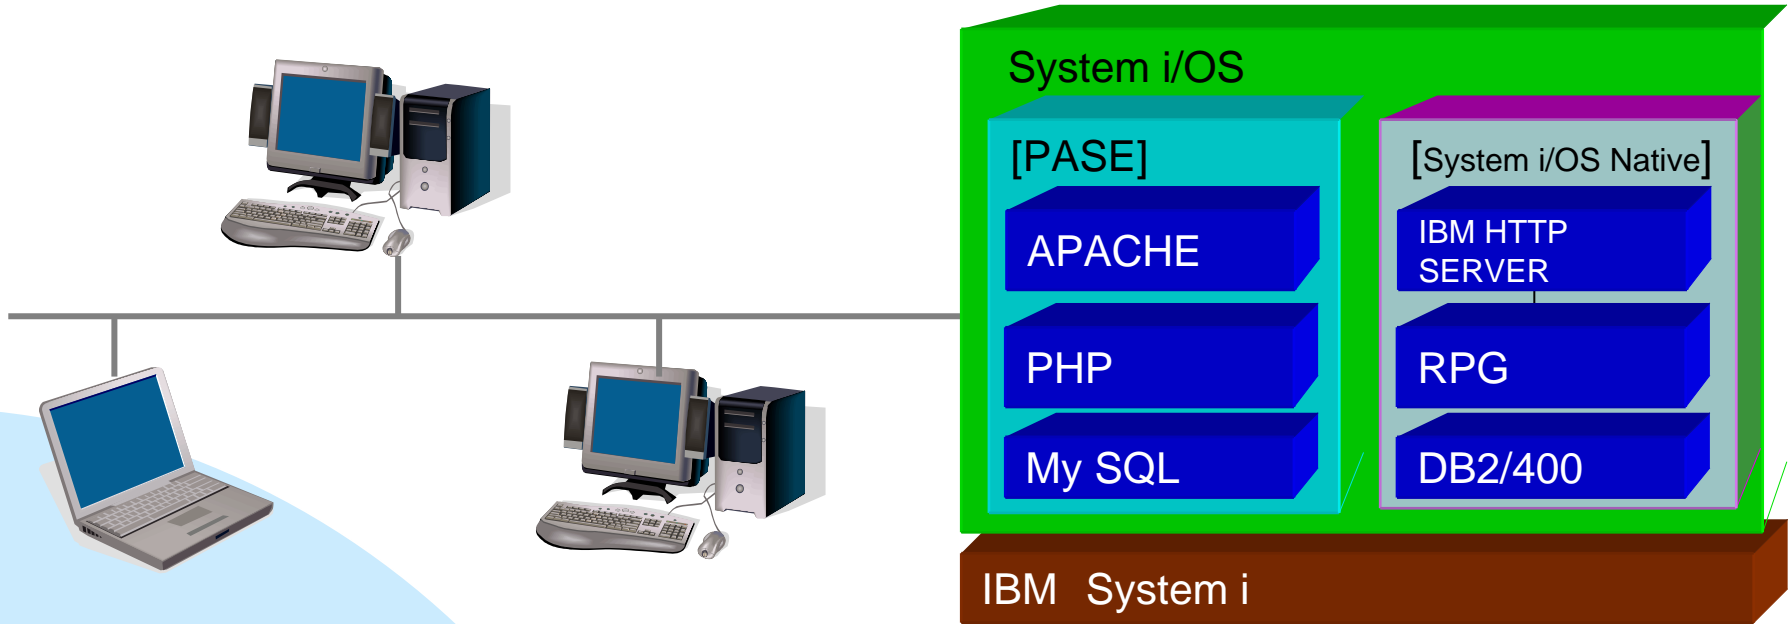 System i/OS
[PASE]
APACHE
PHP
My SQL
[System i/OS Native]
IBM HTTP
SERVER
RPG
DB2/400
IBM System i